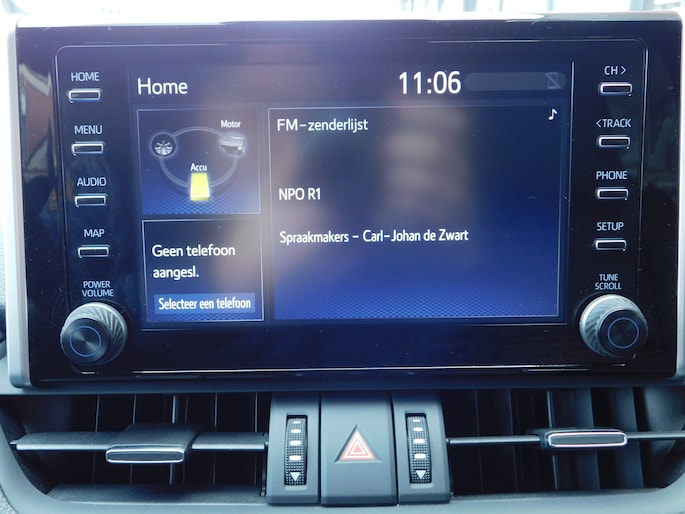 HOME
MENU
AUDIO
MAP
POWER
VOLUME
Home
11:06
Motor
Accu
Geen telefoon
aangesl.
Selecteer een telefoon
FM-zenderlijst
NPO R1
Spraakmakers - Carl-Johan de Zwart
CH >
<TRACK
PHONE
SETUP
TUNE
SCROLL